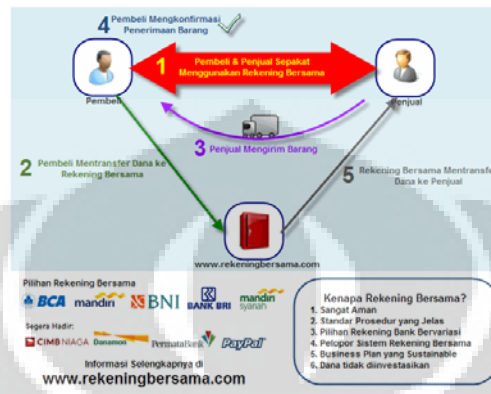 4 Pembeli Mengkonfirmasi
Penerimaan Barang
1 Pembeli & Penjual Sepakat
Menggunakan Rekening Bersama
Pembeli
Penjual
3 Penjual Mengirim Barang
2 Pembeli Mentransfer Dana ke
Rekening Bersama
5 Rekening Bersama Mentransfer
Dana ke Penjual
www.rekeningbersama.com
Pilihan Rekening Bersama
BCA mandiri BNI BANK BRI mandiri
syariah
Segera Hadir:
CIMB NIAGA Danamon PermataBank PayPal
Informasi Selengkapnya di
www.rekeningbersama.com
Kenapa Rekening Bersama?
1. Sangat Aman
2. Standar Prosedur yang Jelas
3. Pilihan Rekening Bank Bervariasi
4. Pelopor Sistem Rekening Bersama
5. Business Plan yang Sustainable
6. Dana tidak diinvestasikan